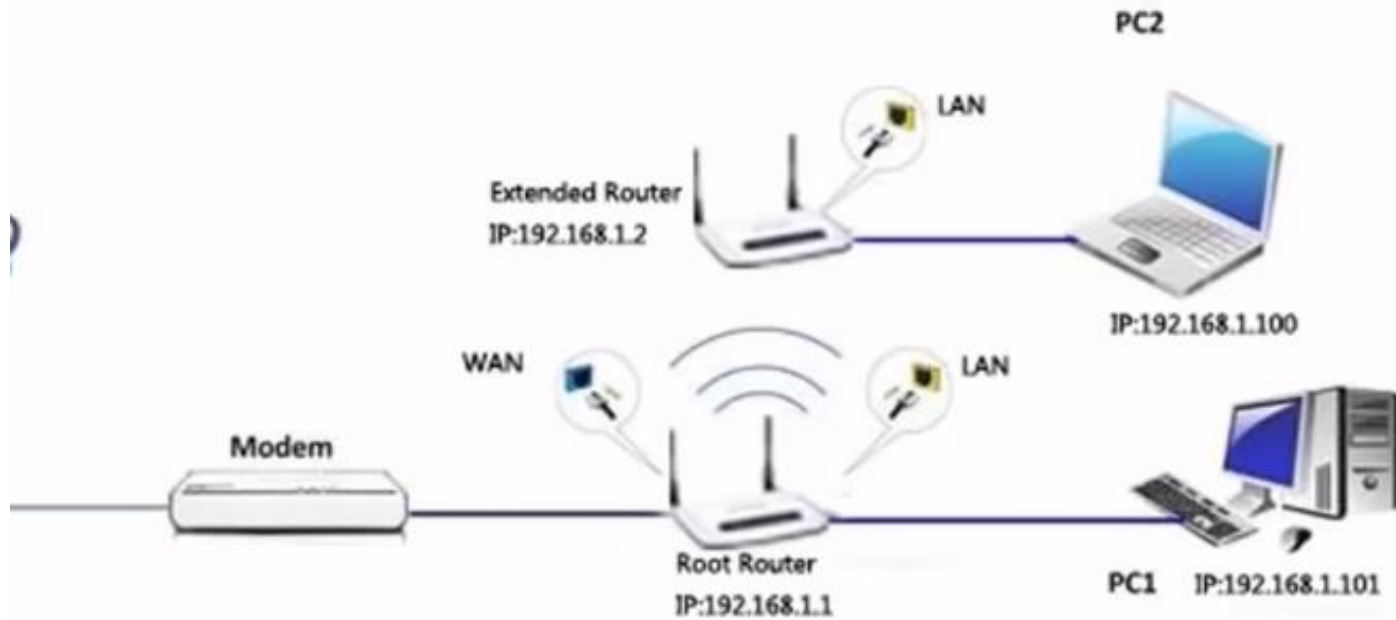 PC2
LAN
Extended Router
IP:192.168.1.2
IP:192.168.1.100
WAN
LAN
Modem
Root Router
IP:192.168.1.1
PC1 IP:192.168.1.101